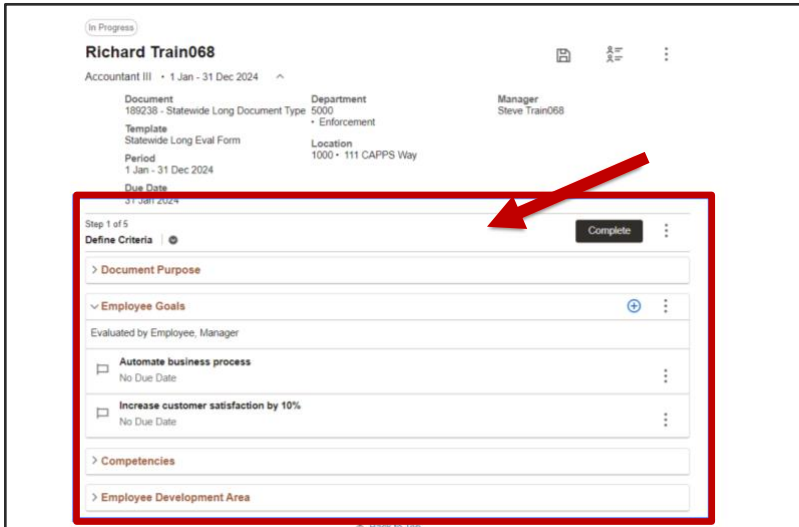 In Progress
Richard Train068
Accountant III • 1 Jan - 31 Dec 2024
Document
189238 - Statewide Long Document Type
Template
Statewide Long Eval Form
Period
1 Jan - 31 Dec 2024
Due Date
31 Jan 2024
Department
5000
• Enforcement
Location
1000 • 111 CAPPS Way
Manager
Steve Train068
Step 1 of 5
Define Criteria
Complete
Document Purpose
Employee Goals
Evaluated by Employee, Manager
Automate business process
No Due Date
Increase customer satisfaction by 10%
No Due Date
Competencies
Employee Development Area
Back to Top